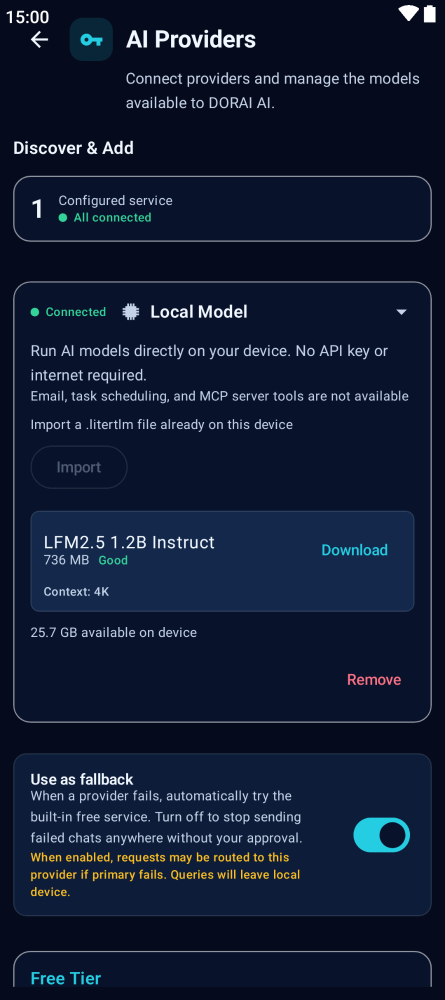 15:00
AI Providers
Connect providers and manage the models
available to DORAI AI.
Discover & Add
1
Configured service
All connected
Connected
Local Model
Run AI models directly on your device. No API key or
internet required.
Email, task scheduling, and MCP server tools are not available
Import a .litertlm file already on this device
Import
LFM2.5 1.2B Instruct
736 MB Good
Download
Context: 4K
25.7 GB available on device
Remove
Use as fallback
When a provider fails, automatically try the
built-in free service. Turn off to stop sending
failed chats anywhere without your approval.
When enabled, requests may be routed to this
provider if primary fails. Queries will leave local
device.
Free Tier